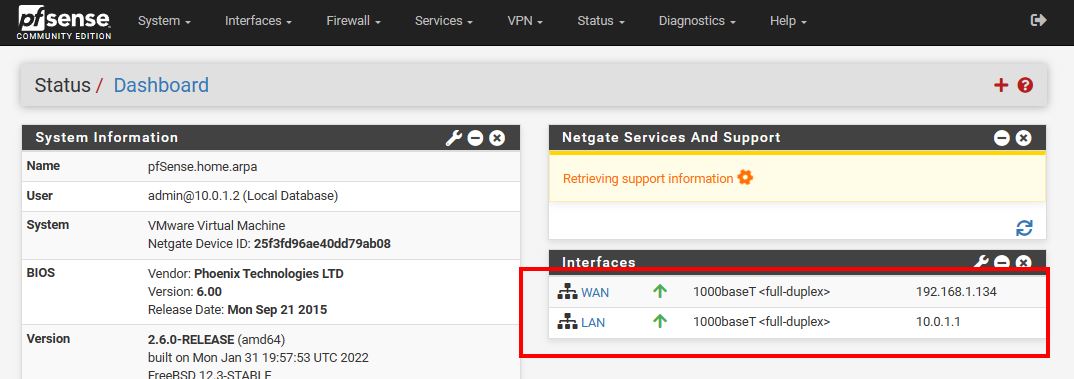 pfsense
COMMUNITY EDITION
System Interfaces Firewall Services VPN Status Diagnostics Help
Status / Dashboard
System Information
Name pfSense.home.arpa
User admin@10.0.1.2 (Local Database)
System VMware Virtual Machine
Netgate Device ID: 25f3fd96ae40dd79ab08
BIOS Vendor: Phoenix Technologies LTD
Version: 6.00
Release Date: Mon Sep 21 2015
Version 2.6.0-RELEASE (amd64)
built on Mon Jan 31 19:57:53 UTC 2022
FreeBSD 12.3-STABLE
Netgate Services And Support
Retrieving support information
Interfaces
WAN 1000baseT <full-duplex> 192.168.1.134
LAN 1000baseT <full-duplex> 10.0.1.1